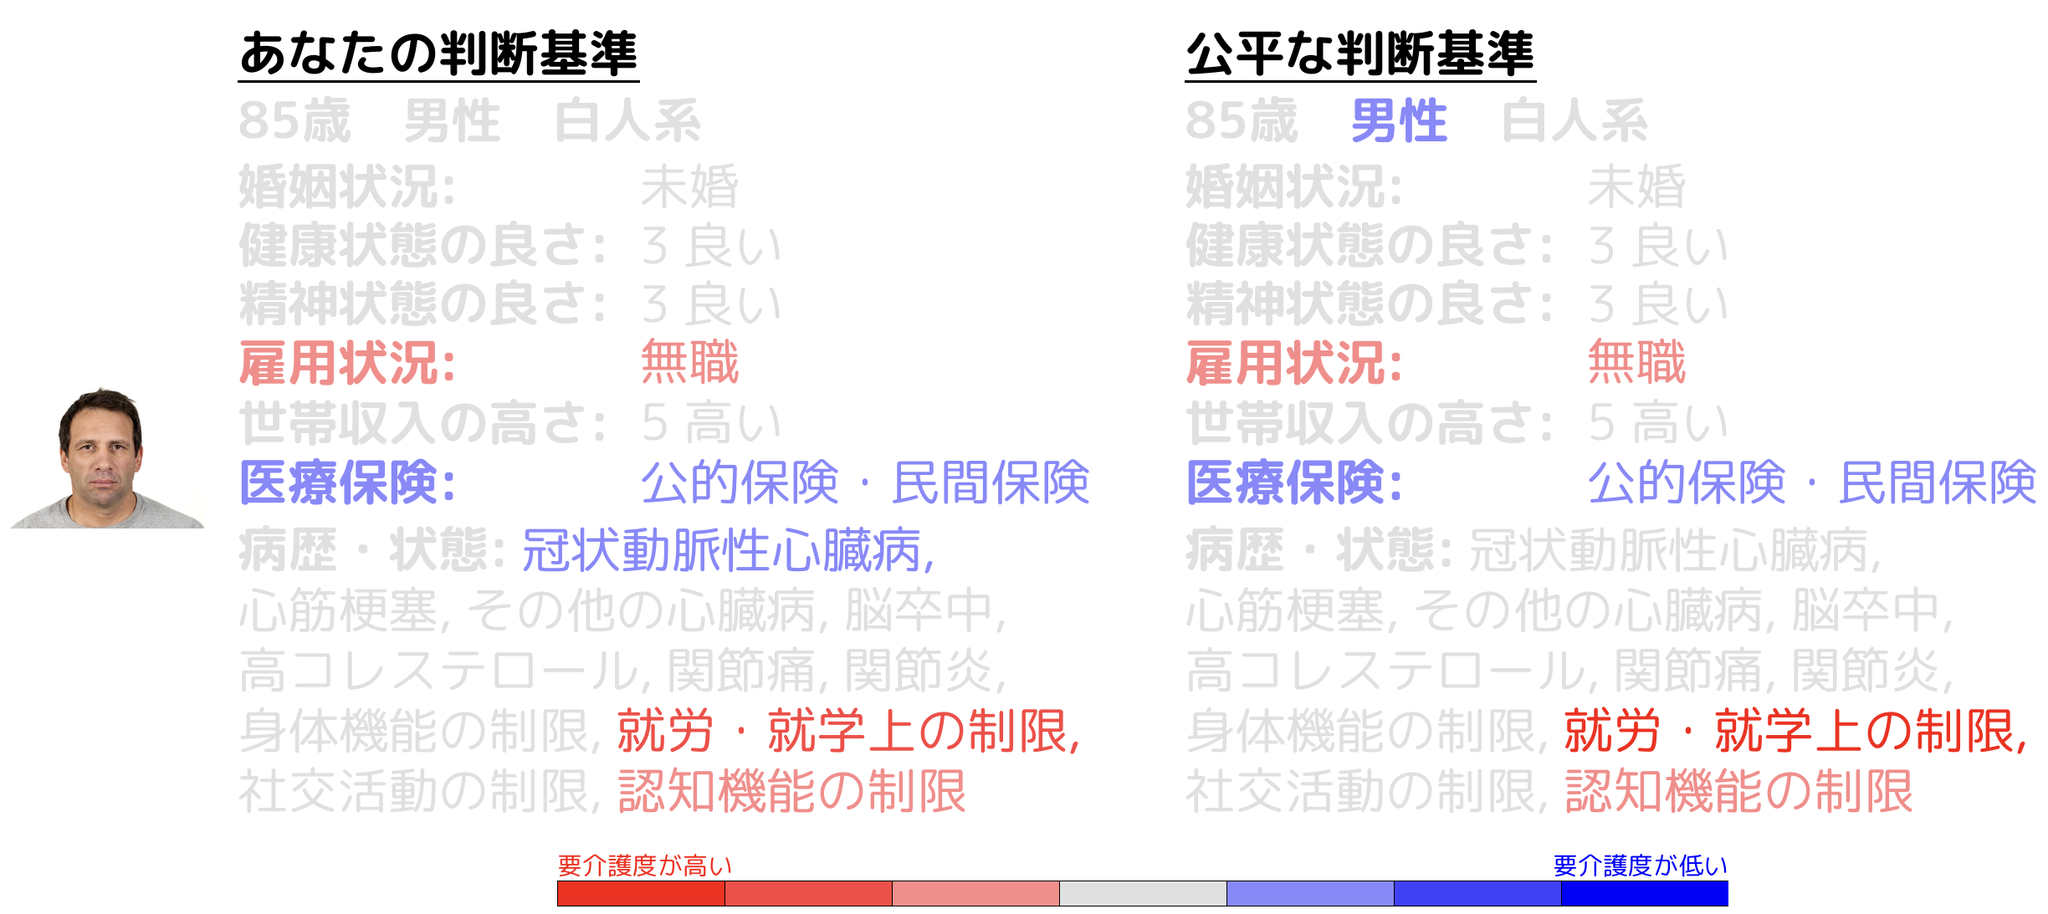 あなたの判断基準
85歳 男性 白人系
婚姻状況: 未婚
健康状態の良さ: 3 良い
精神状態の良さ: 3 良い
雇用状況: 無職
世帯収入の高さ: 5 高い
医療保険: 公的保険・民間保険
病歴・状態: 冠状動脈性心臓病,
心筋梗塞, その他の心臓病, 脳卒中,
高コレステロール, 関節痛, 関節炎,
身体機能の制限, 就労・就学上の制限,
社交活動の制限, 認知機能の制限
公平な判断基準
85歳 男性 白人系
婚姻状況: 未婚
健康状態の良さ: 3 良い
精神状態の良さ: 3 良い
雇用状況: 無職
世帯収入の高さ: 5 高い
医療保険: 公的保険・民間保険
病歴・状態: 冠状動脈性心臓病,
心筋梗塞, その他の心臓病, 脳卒中,
高コレステロール, 関節痛, 関節炎,
身体機能の制限, 就労・就学上の制限,
社交活動の制限, 認知機能の制限
要介護度が高い
要介護度が低い